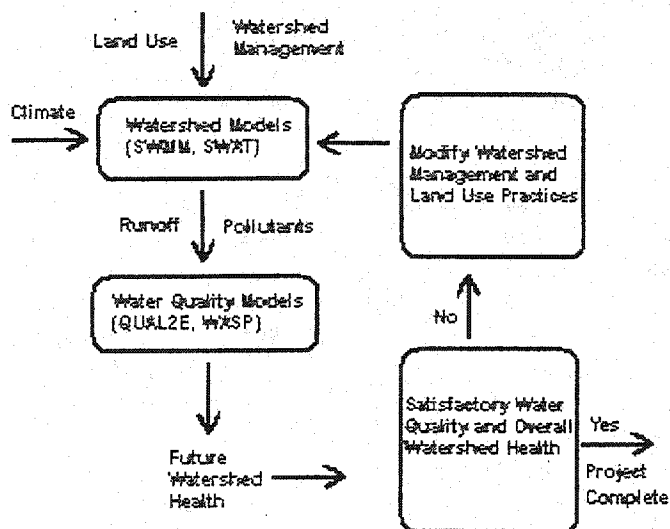 Land Use
Watershed
Management
Climate
Watershed Models
(SWMM, SWAT)
Modify Watershed
Management and
Land Use Practices
Runoff
Pollutants
Water Quality Models
(QUAL2E, WASP)
No
Satisfactory Water
Quality and Overall
Watershed Health
Yes
Project
Complete
Future
Watershed
Health